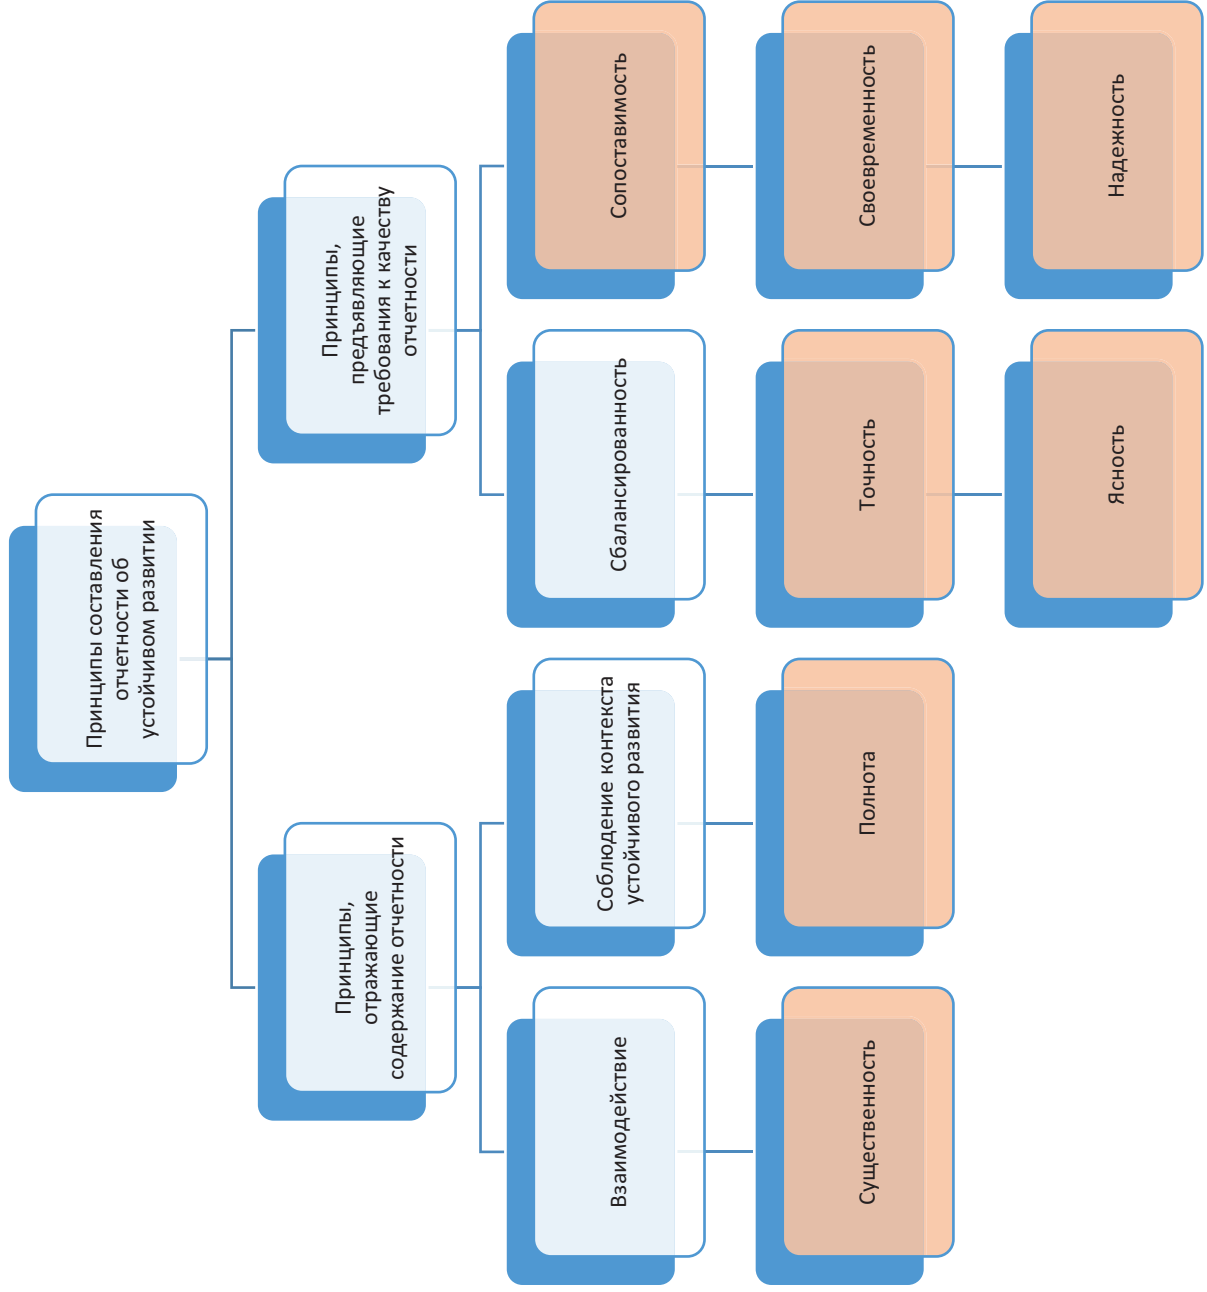 Принципы составления
отчетности об
устойчивом развитии
Принципы,
отражающие
содержание отчетности
Принципы,
предъявляющие
требования к качеству
отчетности
Взаимодействие
Соблюдение контекста
устойчивого развития
Сбалансированность
Сопоставимость
Существенность
Полнота
Точность
Своевременность
Ясность
Надежность